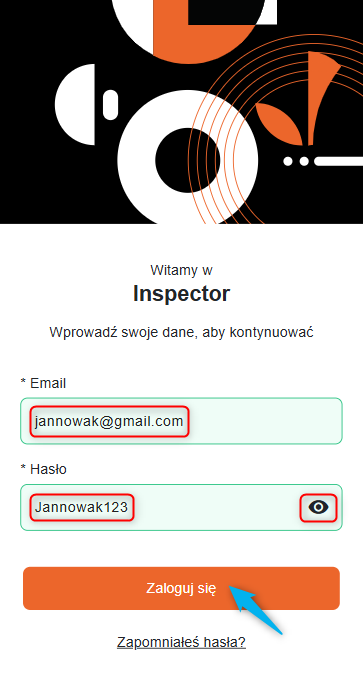 Witamy w
Inspector
Wprowadź swoje dane, aby kontynuować
* Email
jannowak@gmail.com
* Hasło
Jannowak123
Zaloguj się
Zapomniałeś hasła?